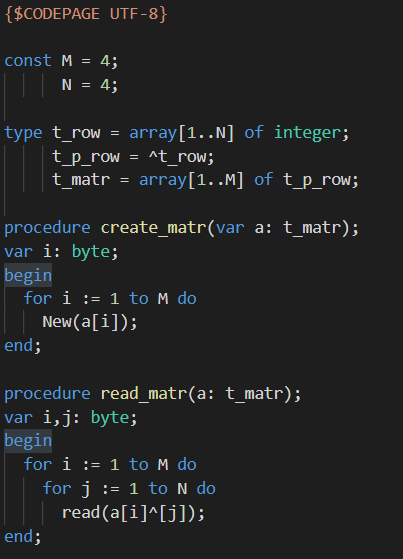 {$CODEPAGE UTF-8}
const M = 4;
      N = 4;
type t_row = array[1..N] of integer;
     t_p_row = ^t_row;
     t_matr = array[1..M] of t_p_row;
procedure create_matr(var a: t_matr);
var i: byte;
begin
  for i := 1 to M do
    New(a[i]);
end;
procedure read_matr(a: t_matr);
var i,j: byte;
begin
  for i := 1 to M do
    for j := 1 to N do
      read(a[i]^[j]);
end;